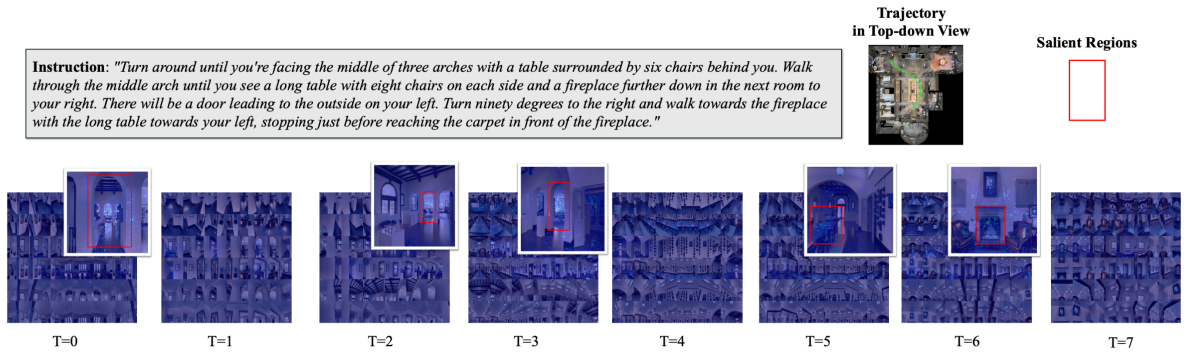 Trajectory
in Top-down View
Salient Regions
Instruction: "Turn around until you're facing the middle of three arches with a table surrounded by six chairs behind you. Walk
through the middle arch until you see a long table with eight chairs on each side and a fireplace further down in the next room to
your right. There will be a door leading to the outside on your left. Turn ninety degrees to the right and walk towards the fireplace
with the long table towards your left, stopping just before reaching the carpet in front of the fireplace."
T=0 T=1 T=2 T=3 T=4 T=5 T=6 T=7